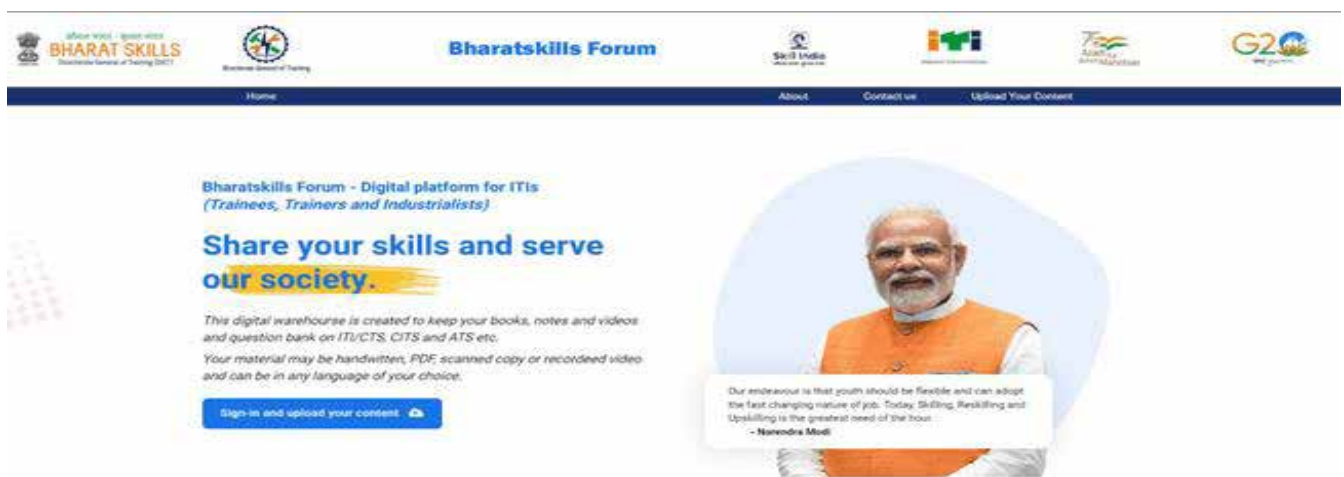 BHARAT SKILLS
Directorate General of Training
Bharatskills Forum
Skill India
iti
G20
Home
About
Contact us
Upload Your Content
Bharatskills Forum - Digital platform for ITIs
(Trainees, Trainers and Industrialists)
Share your skills and serve
our society.
This digital warehourse is created to keep your books, notes and videos
and question bank on ITI/CTS, CITS and ATS etc.
Your material may be handwritten, PDF, scanned copy or recordeed video
and can be in any language of your choice.
Sign-in and upload your content
Our endeavour is that youth should be flexible and can adopt
the fast changing nature of job. Today, Skilling, Reskilling and
Upskilling is the greatest need of the hour.
- Narendra Modi